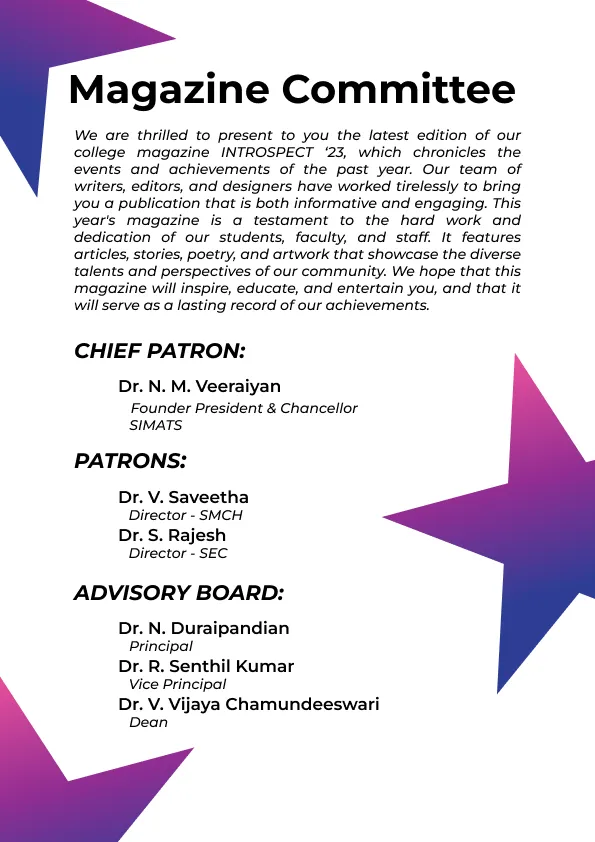 Magazine Committee
We are thrilled to present to you the latest edition of our
college magazine INTROSPECT ‘23, which chronicles the
events and achievements of the past year. Our team of
writers, editors, and designers have worked tirelessly to bring
you a publication that is both informative and engaging. This
year's magazine is a testament to the hard work and
dedication of our students, faculty, and staff. It features
articles, stories, poetry, and artwork that showcase the diverse
talents and perspectives of our community. We hope that this
magazine will inspire, educate, and entertain you, and that it
will serve as a lasting record of our achievements.
CHIEF PATRON:
Dr. N. M. Veeraiyan
Founder President & Chancellor
SIMATS
PATRONS:
Dr. V. Saveetha
Director - SMCH
Dr. S. Rajesh
Director - SEC
ADVISORY BOARD:
Dr. N. Duraipandian
Principal
Dr. R. Senthil Kumar
Vice Principal
Dr. V. Vijaya Chamundeeswari
Dean